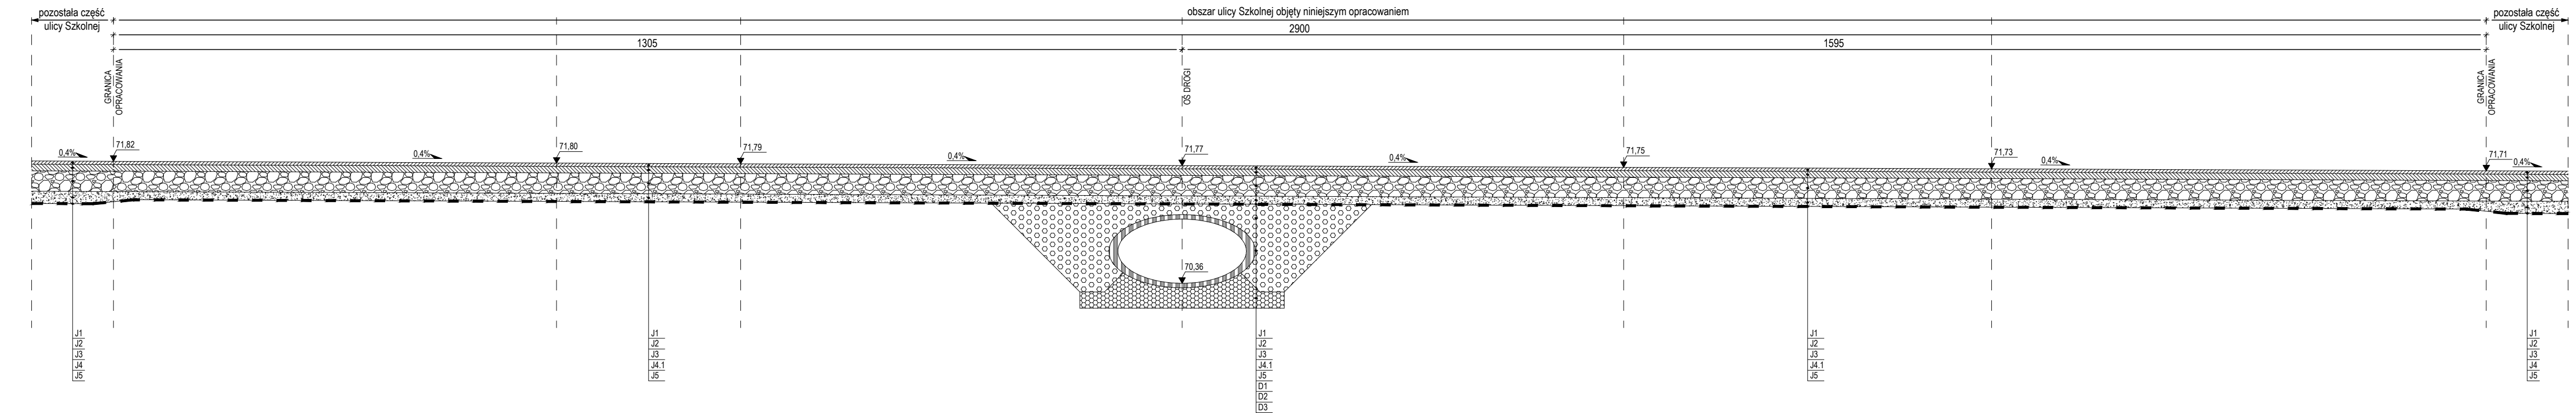 pozostała część
ulicy Szkolnej
obszar ulicy Szkolnej objęty niniejszym opracowaniem
pozostała część
ulicy Szkolnej
2900
1305
1595
GRANICA
OPRACOWANIA
OŚ DROGI
GRANICA
OPRACOWANIA
0,4%
71,82
0,4%
71,80
71,79
0,4%
71,77
0,4%
71,75
71,73
0,4%
71,71
0,4%
70,36
J1
J2
J3
J4
J5
J1
J2
J3
J4.1
J5
J1
J2
J3
J4.1
J5
D1
D2
D3
J1
J2
J3
J4.1
J5
J1
J2
J3
J4
J5